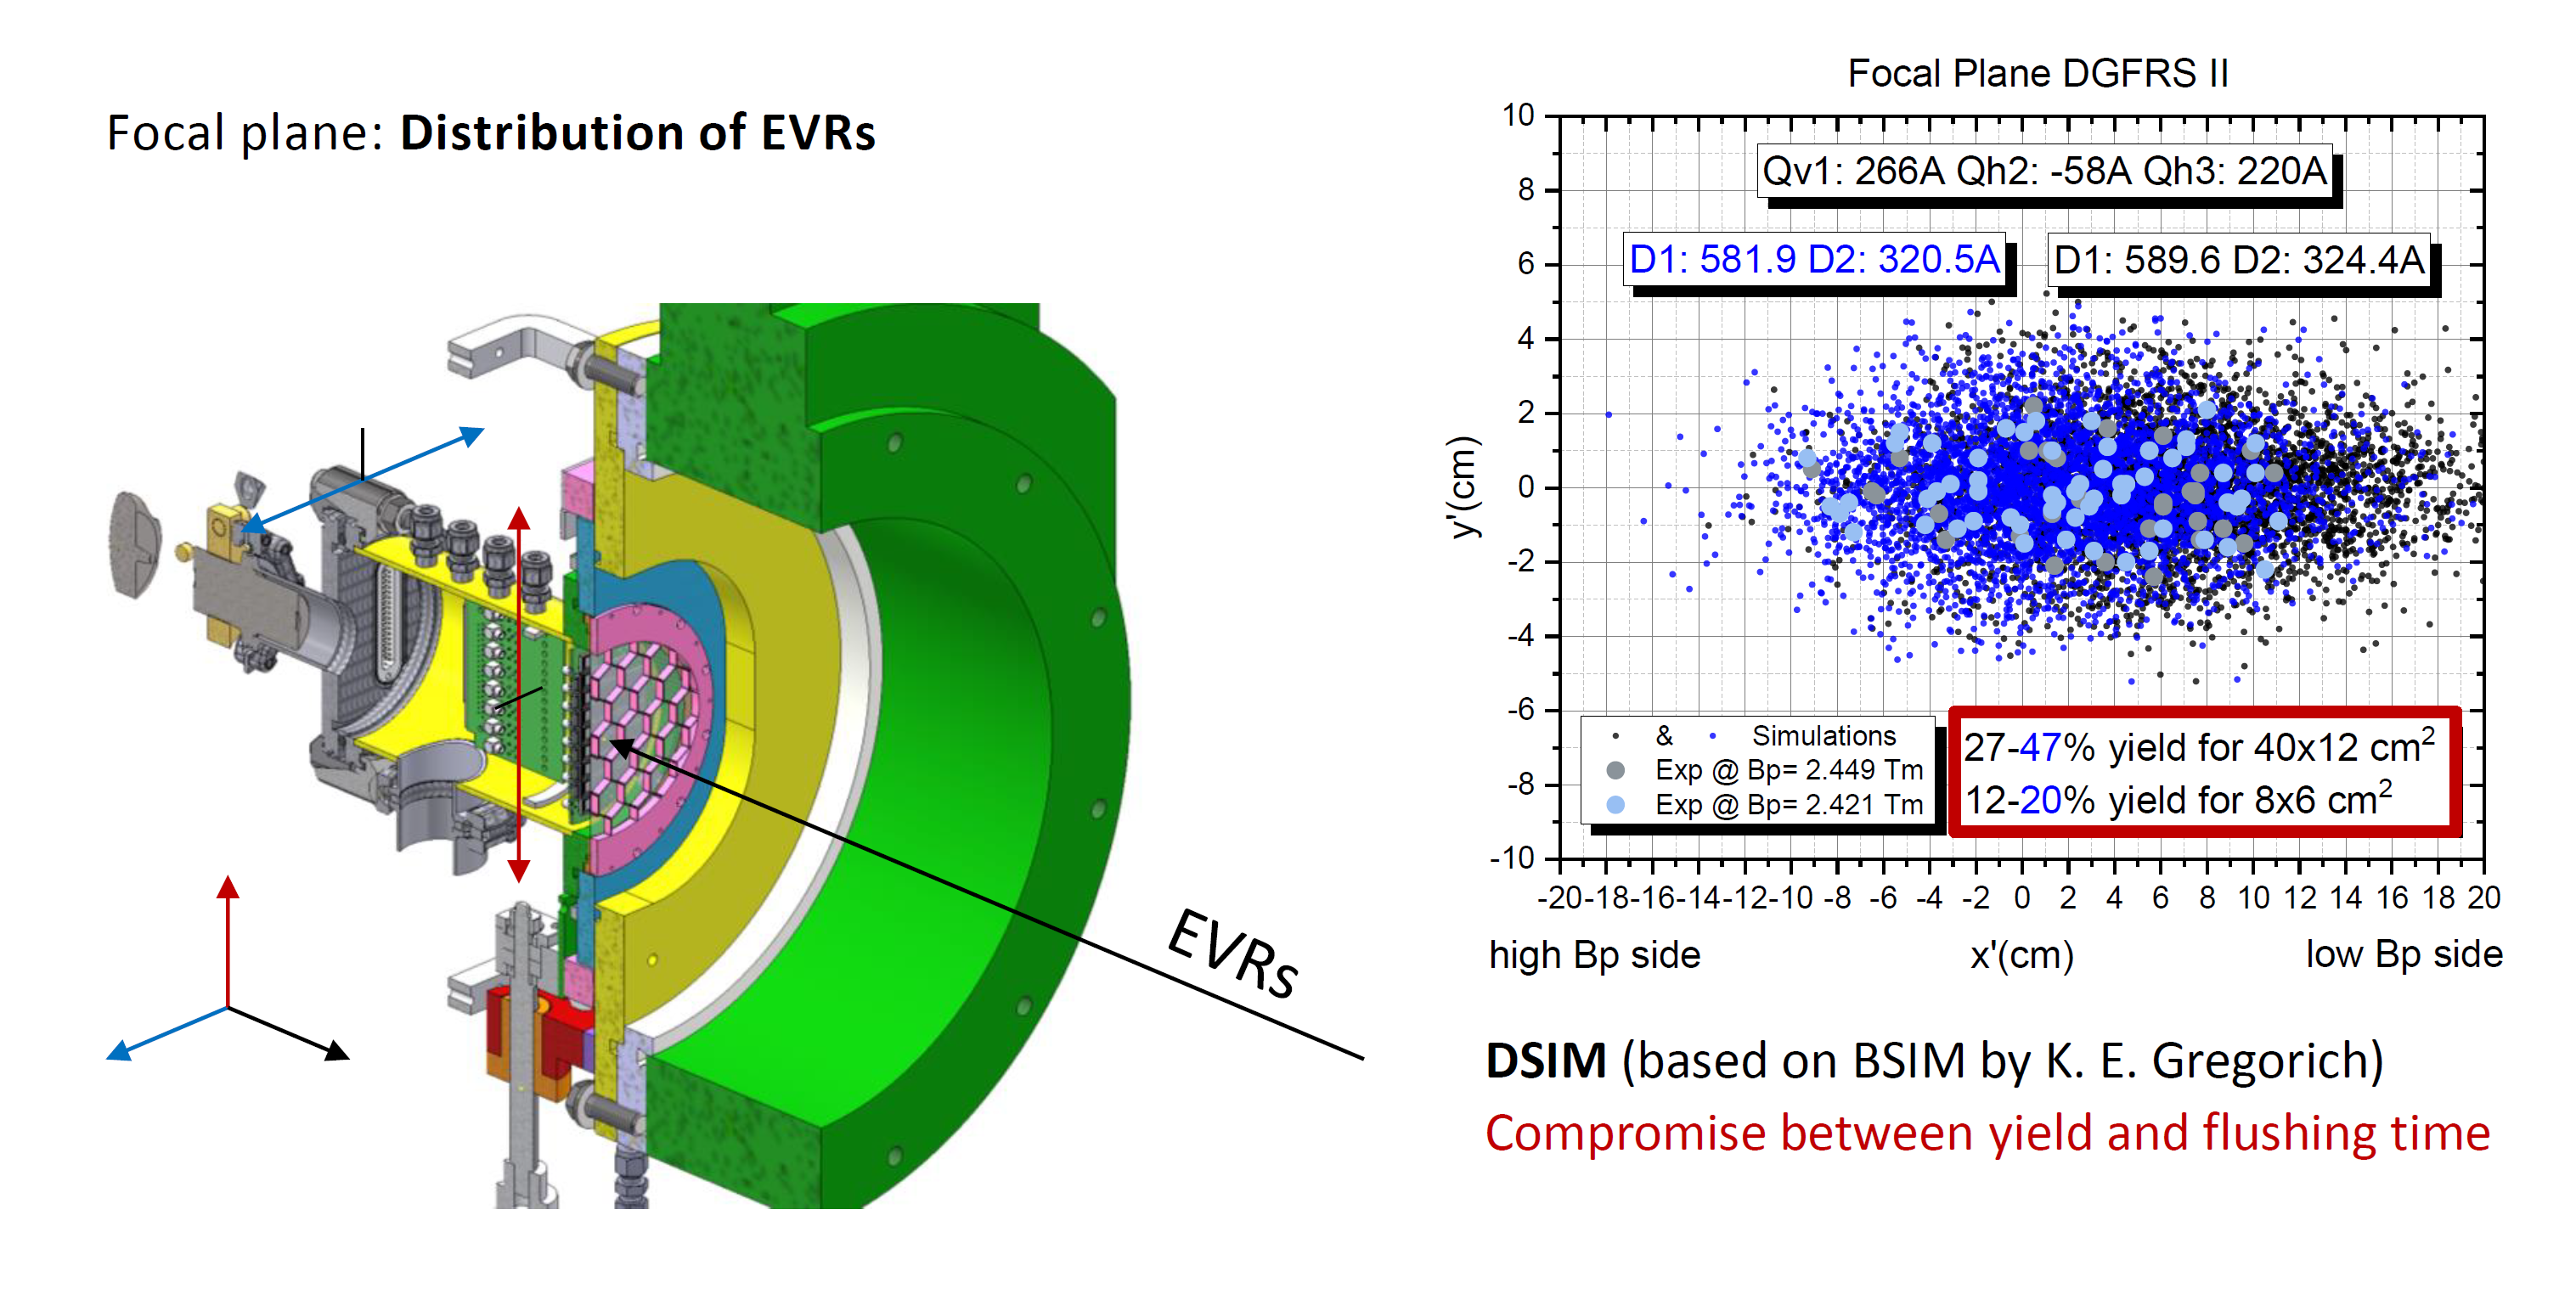 Focal plane: Distribution of EVRs
EVRs
Focal Plane DGFRS II
Qv1: 266A Qh2: -58A Qh3: 220A
D1: 581.9 D2: 320.5A
D1: 589.6 D2: 324.4A
10
8
6
4
2
0
-2
-4
-6
-8
-10
y'(cm)
& Simulations
Exp @ Bp= 2.449 Tm
Exp @ Bp= 2.421 Tm
27-47% yield for 40x12 cm²
12-20% yield for 8x6 cm²
-20 -18 -16 -14 -12 -10 -8 -6 -4 -2 0 2 4 6 8 10 12 14 16 18 20
high Bp side x'(cm) low Bp side
DSIM (based on BSIM by K. E. Gregorich)
Compromise between yield and flushing time